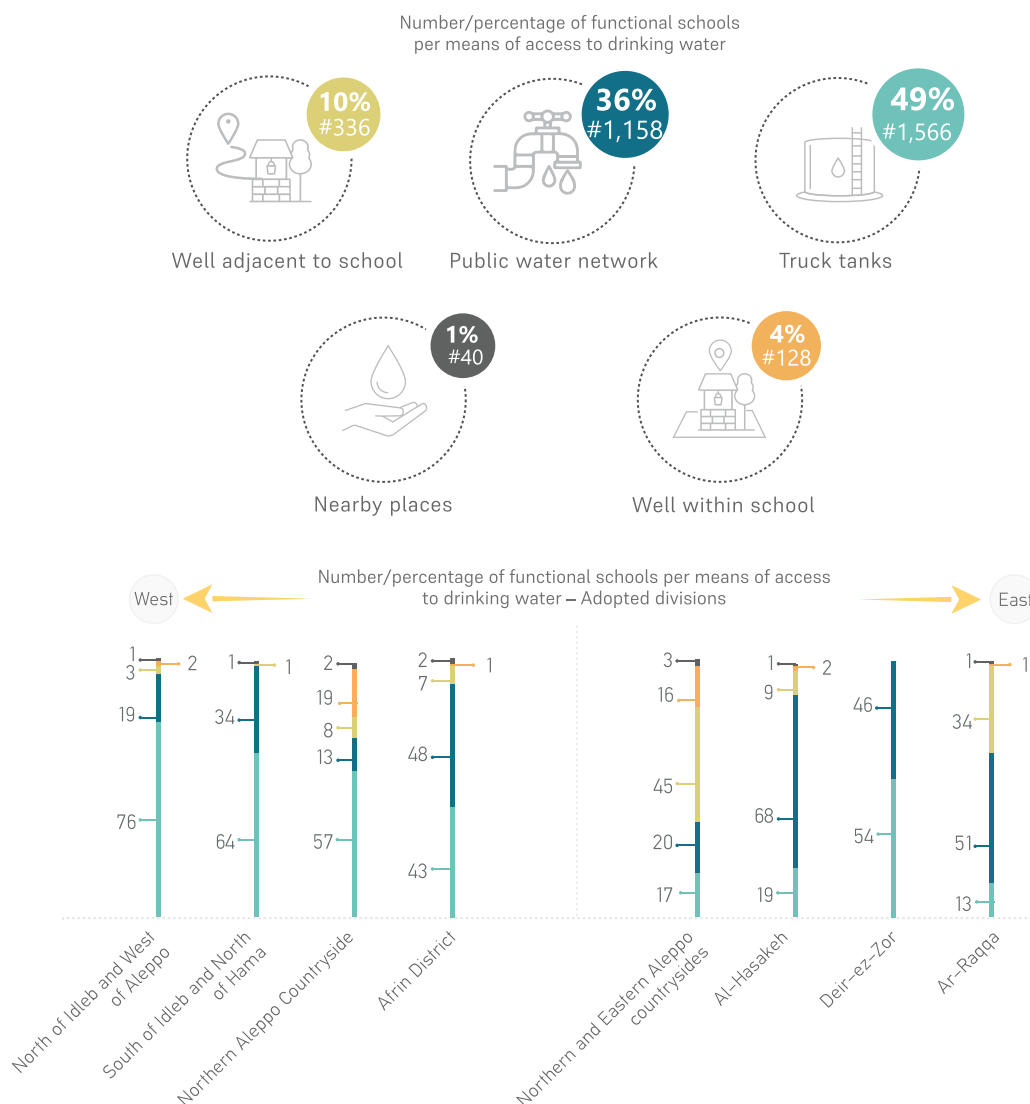 Number/percentage of functional schools
per means of access to drinking water
10%
#336
36%
#1,158
49%
#1,566
Well adjacent to school
Public water network
Truck tanks
1%
#40
4%
#128
Nearby places
Well within school
West
Number/percentage of functional schools per means of access
to drinking water – Adopted divisions
East
1
2
3
19
76
1
1
34
64
2
19
8
13
57
2
1
7
48
43
3
16
45
20
17
1
2
9
68
19
46
54
1
1
34
51
13
North of Idleb and West
of Aleppo
South of Idleb and North
of Hama
Northern Aleppo Countryside
Afrin District
Northern and Eastern Aleppo
countrysides
Al-Hasakeh
Deir-ez-Zor
Ar-Raqqa